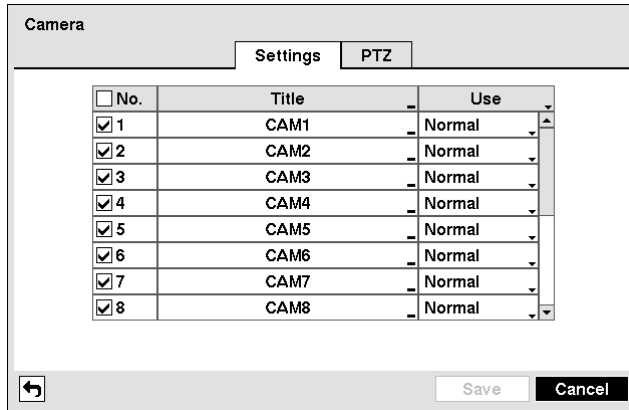 Camera
Settings PTZ
No. Title Use
1 CAM1 Normal
2 CAM2 Normal
3 CAM3 Normal
4 CAM4 Normal
5 CAM5 Normal
6 CAM6 Normal
7 CAM7 Normal
8 CAM8 Normal
Save Cancel